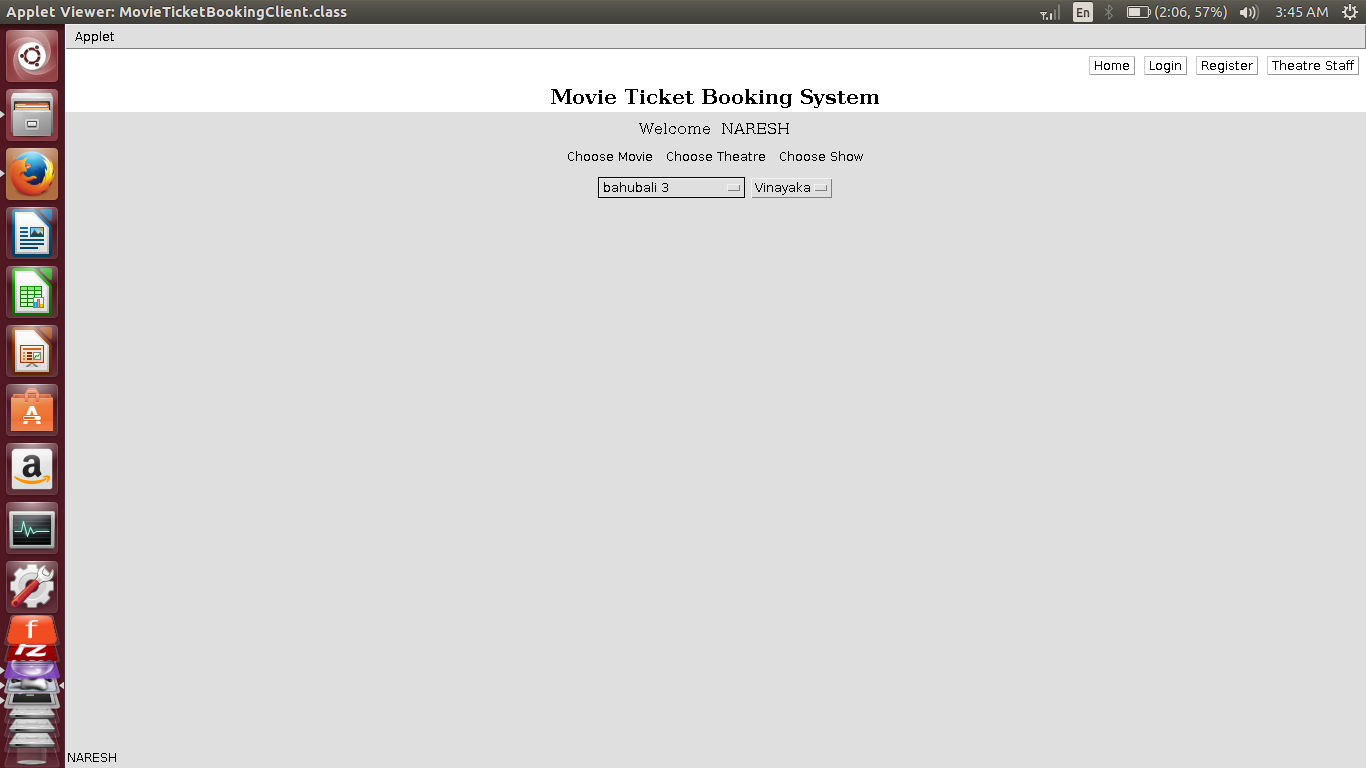 Applet Viewer: MovieTicketBookingClient.class En (2:06, 57%) 3:45 AM
Applet
Home Login Register Theatre Staff
Movie Ticket Booking System
Welcome NARESH
Choose Movie Choose Theatre Choose Show
bahubali 3 Vinayaka
NARESH